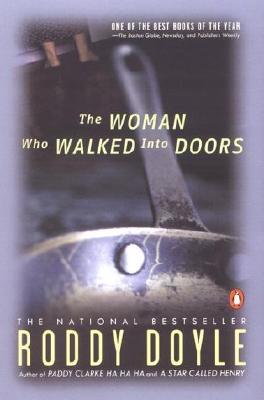 ONE OF THE BEST BOOKS OF THE YEAR
—The Boston Globe, Newsday, and Publishers Weekly
The WOMAN
Who WALKED Into DOORS
THE NATIONAL BESTSELLER
RODDY DOYLE
Author of PADDY CLARKE HA HA HA and A STAR CALLED HENRY